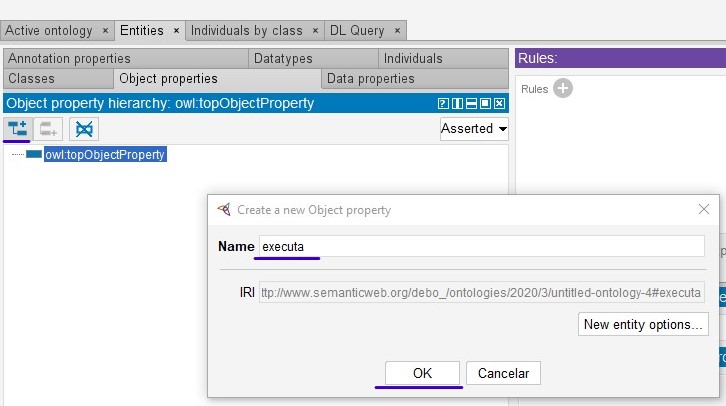 Active ontology × Entities × Individuals by class × DL Query ×
Annotation properties Datatypes Individuals
Classes Object properties Data properties
Object property hierarchy: owl:topObjectProperty
Asserted
owl:topObjectProperty
Rules:
Rules
Create a new Object property
Name executa
IRI ttp://www.semanticweb.org/debo_/ontologies/2020/3/untitled-ontology-4#executa
New entity options...
OK Cancelar